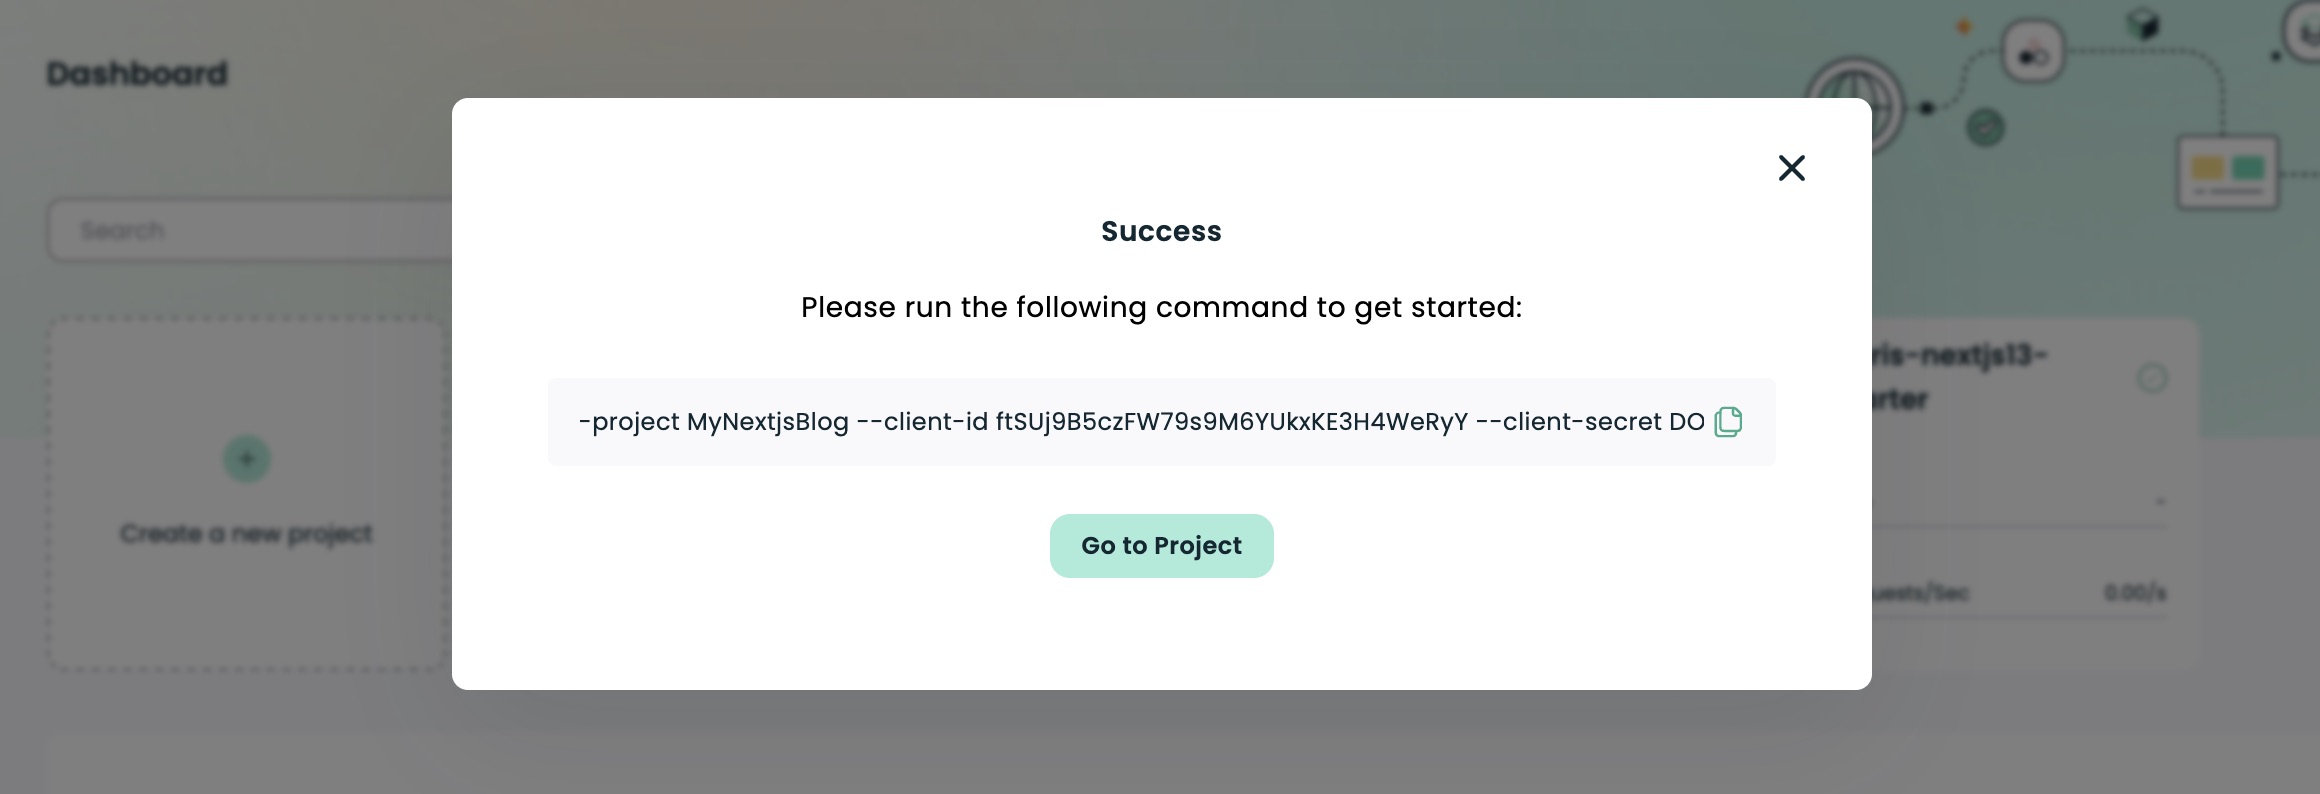 Dashboard
Search
Create a new project
Success
Please run the following command to get started:
-project MyNextjsBlog --client-id ftSUj9B5czFW79s9M6YUkxKE3H4WeRyY --client-secret DO
Go to Project
ris-nextjs13-
rter
uests/Sec
0.00/s